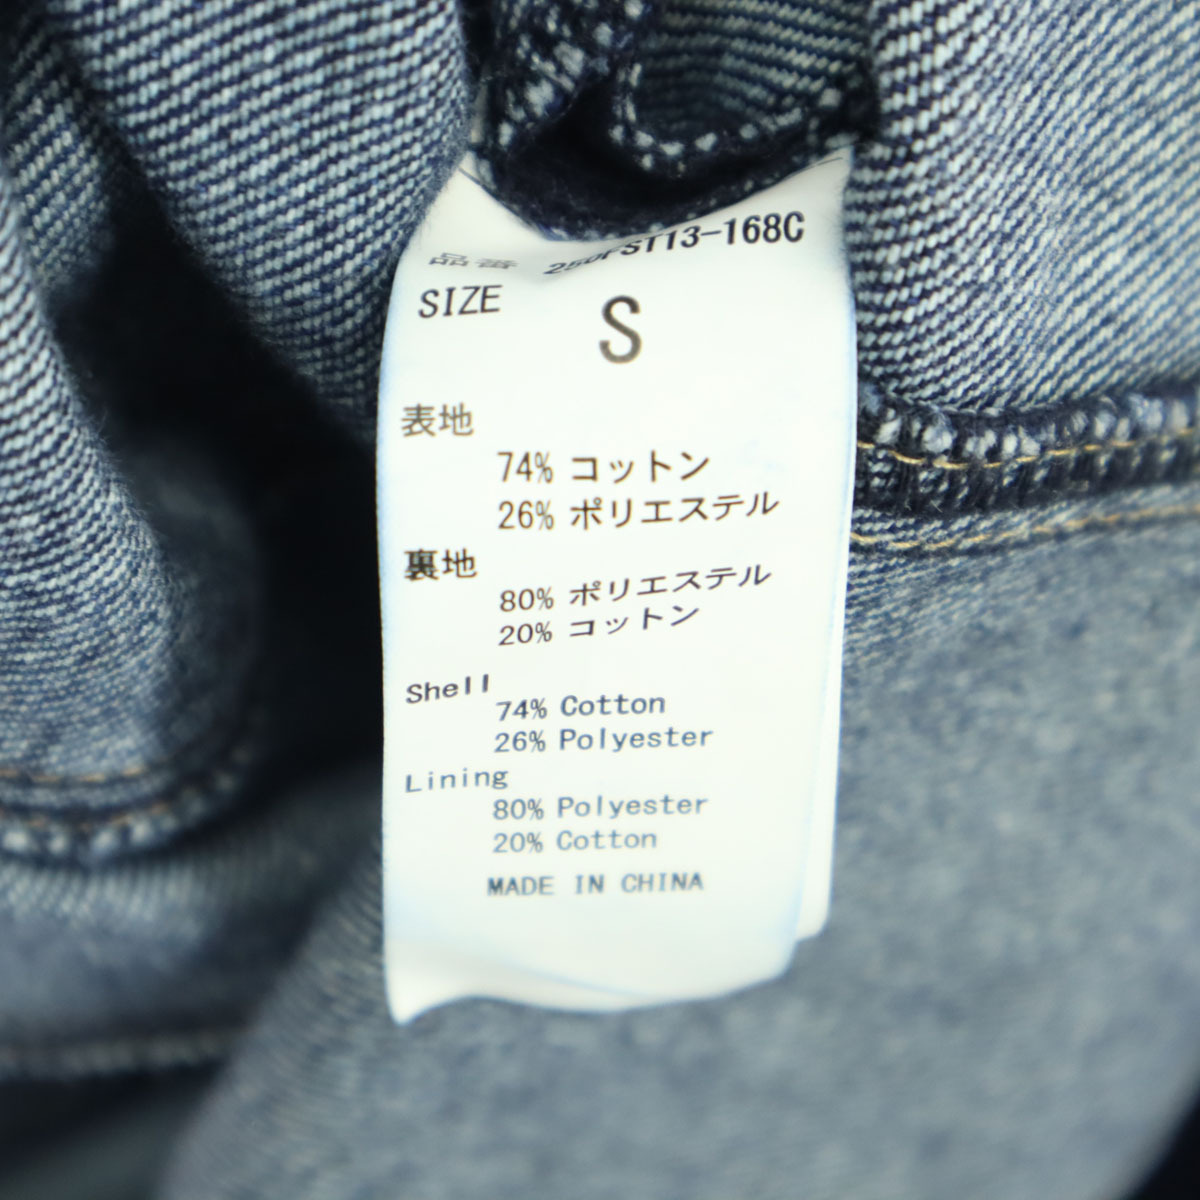 品番 250FST13-168C
SIZE S
表地
74% コットン
26% ポリエステル
裏地
80% ポリエステル
20% コットン
Shell
74% Cotton
26% Polyester
Lining
80% Polyester
20% Cotton
MADE IN CHINA